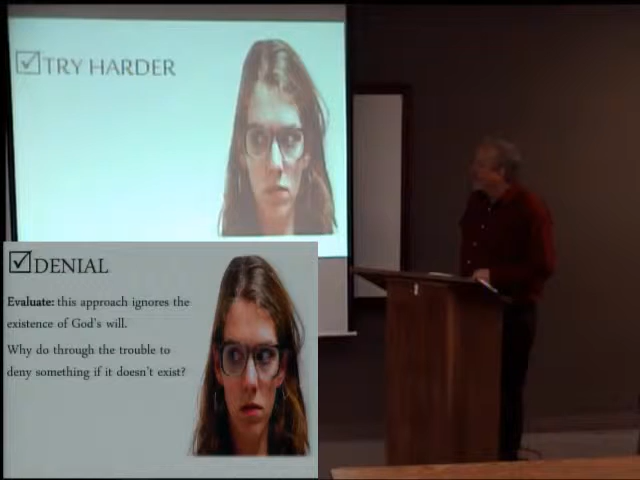 ☑TRY HARDER
☑DENIAL
Evaluate: this approach ignores the
existence of God's will.
Why do through the trouble to
deny something if it doesn't exist?